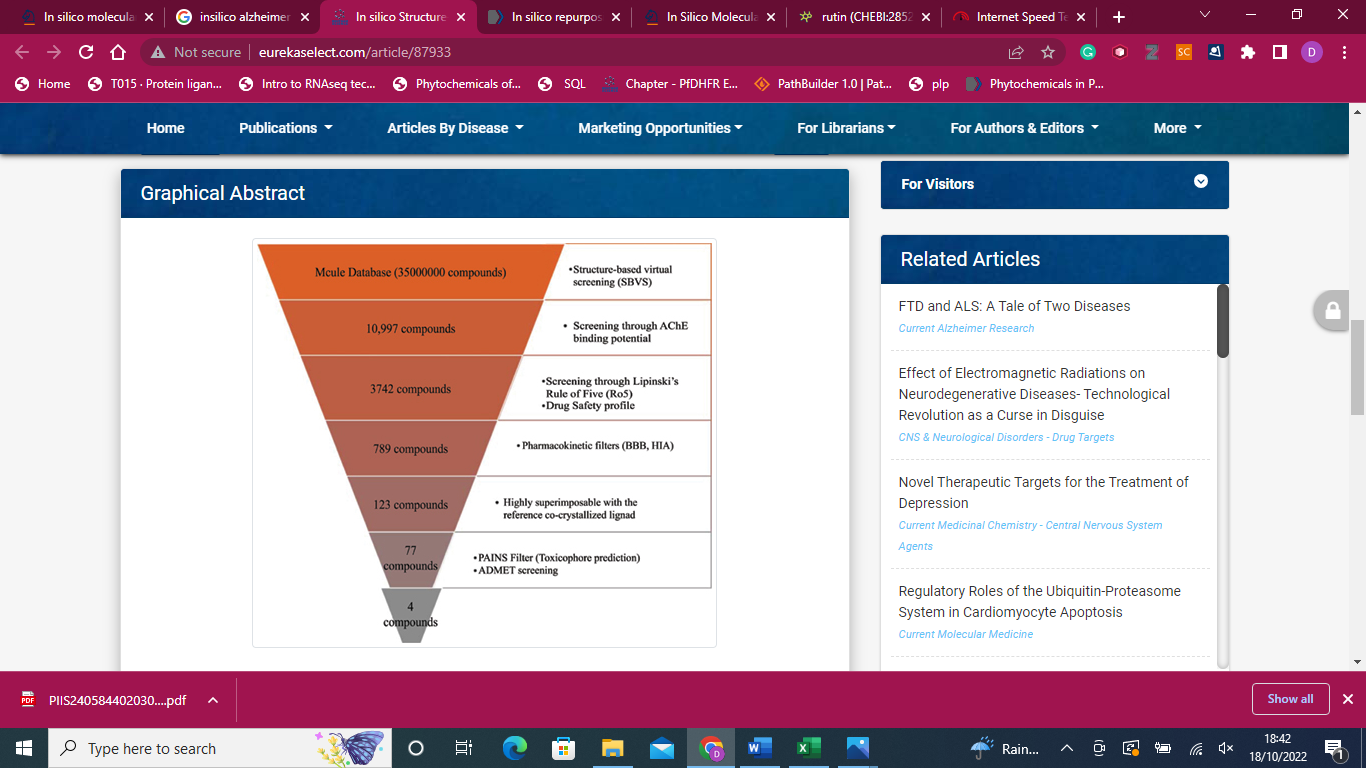 In silico molecula
insilico alzheimer
In silico Structure
In silico repurpos
In Silico Molecula
rutin (CHEBI:2852
Internet Speed Te
Not secure
eurekaselect.com/article/87933
SC
D
Home
T015 · Protein ligan...
Intro to RNAseq tec...
Phytochemicals of...
SQL
Chapter - PfDHFR E...
PathBuilder 1.0 | Pat...
plp
Phytochemicals in P...
Home
Publications
Articles By Disease
Marketing Opportunities
For Librarians
For Authors & Editors
More
Graphical Abstract
Mcule Database (35000000 compounds)
•Structure-based virtual
screening (SBVS)
10,997 compounds
• Screening through AChE
binding potential
3742 compounds
•Screening through Lipinski's
Rule of Five (Ro5)
•Drug Safety profile
789 compounds
• Pharmacokinetic filters (BBB, HIA)
123 compounds
• Highly superimposable with the
reference co-crystallized lignad
77
compounds
•PAINS Filter (Toxicophore prediction)
•ADMET screening
4
compounds
For Visitors
Related Articles
FTD and ALS: A Tale of Two Diseases
Current Alzheimer Research
Effect of Electromagnetic Radiations on
Neurodegenerative Diseases- Technological
Revolution as a Curse in Disguise
CNS & Neurological Disorders - Drug Targets
Novel Therapeutic Targets for the Treatment of
Depression
Current Medicinal Chemistry - Central Nervous System
Agents
Regulatory Roles of the Ubiquitin-Proteasome
System in Cardiomyocyte Apoptosis
Current Molecular Medicine
PDF
PIIS240584402030....pdf
Show all
Type here to search
Rain...
18:42
18/10/2022
1